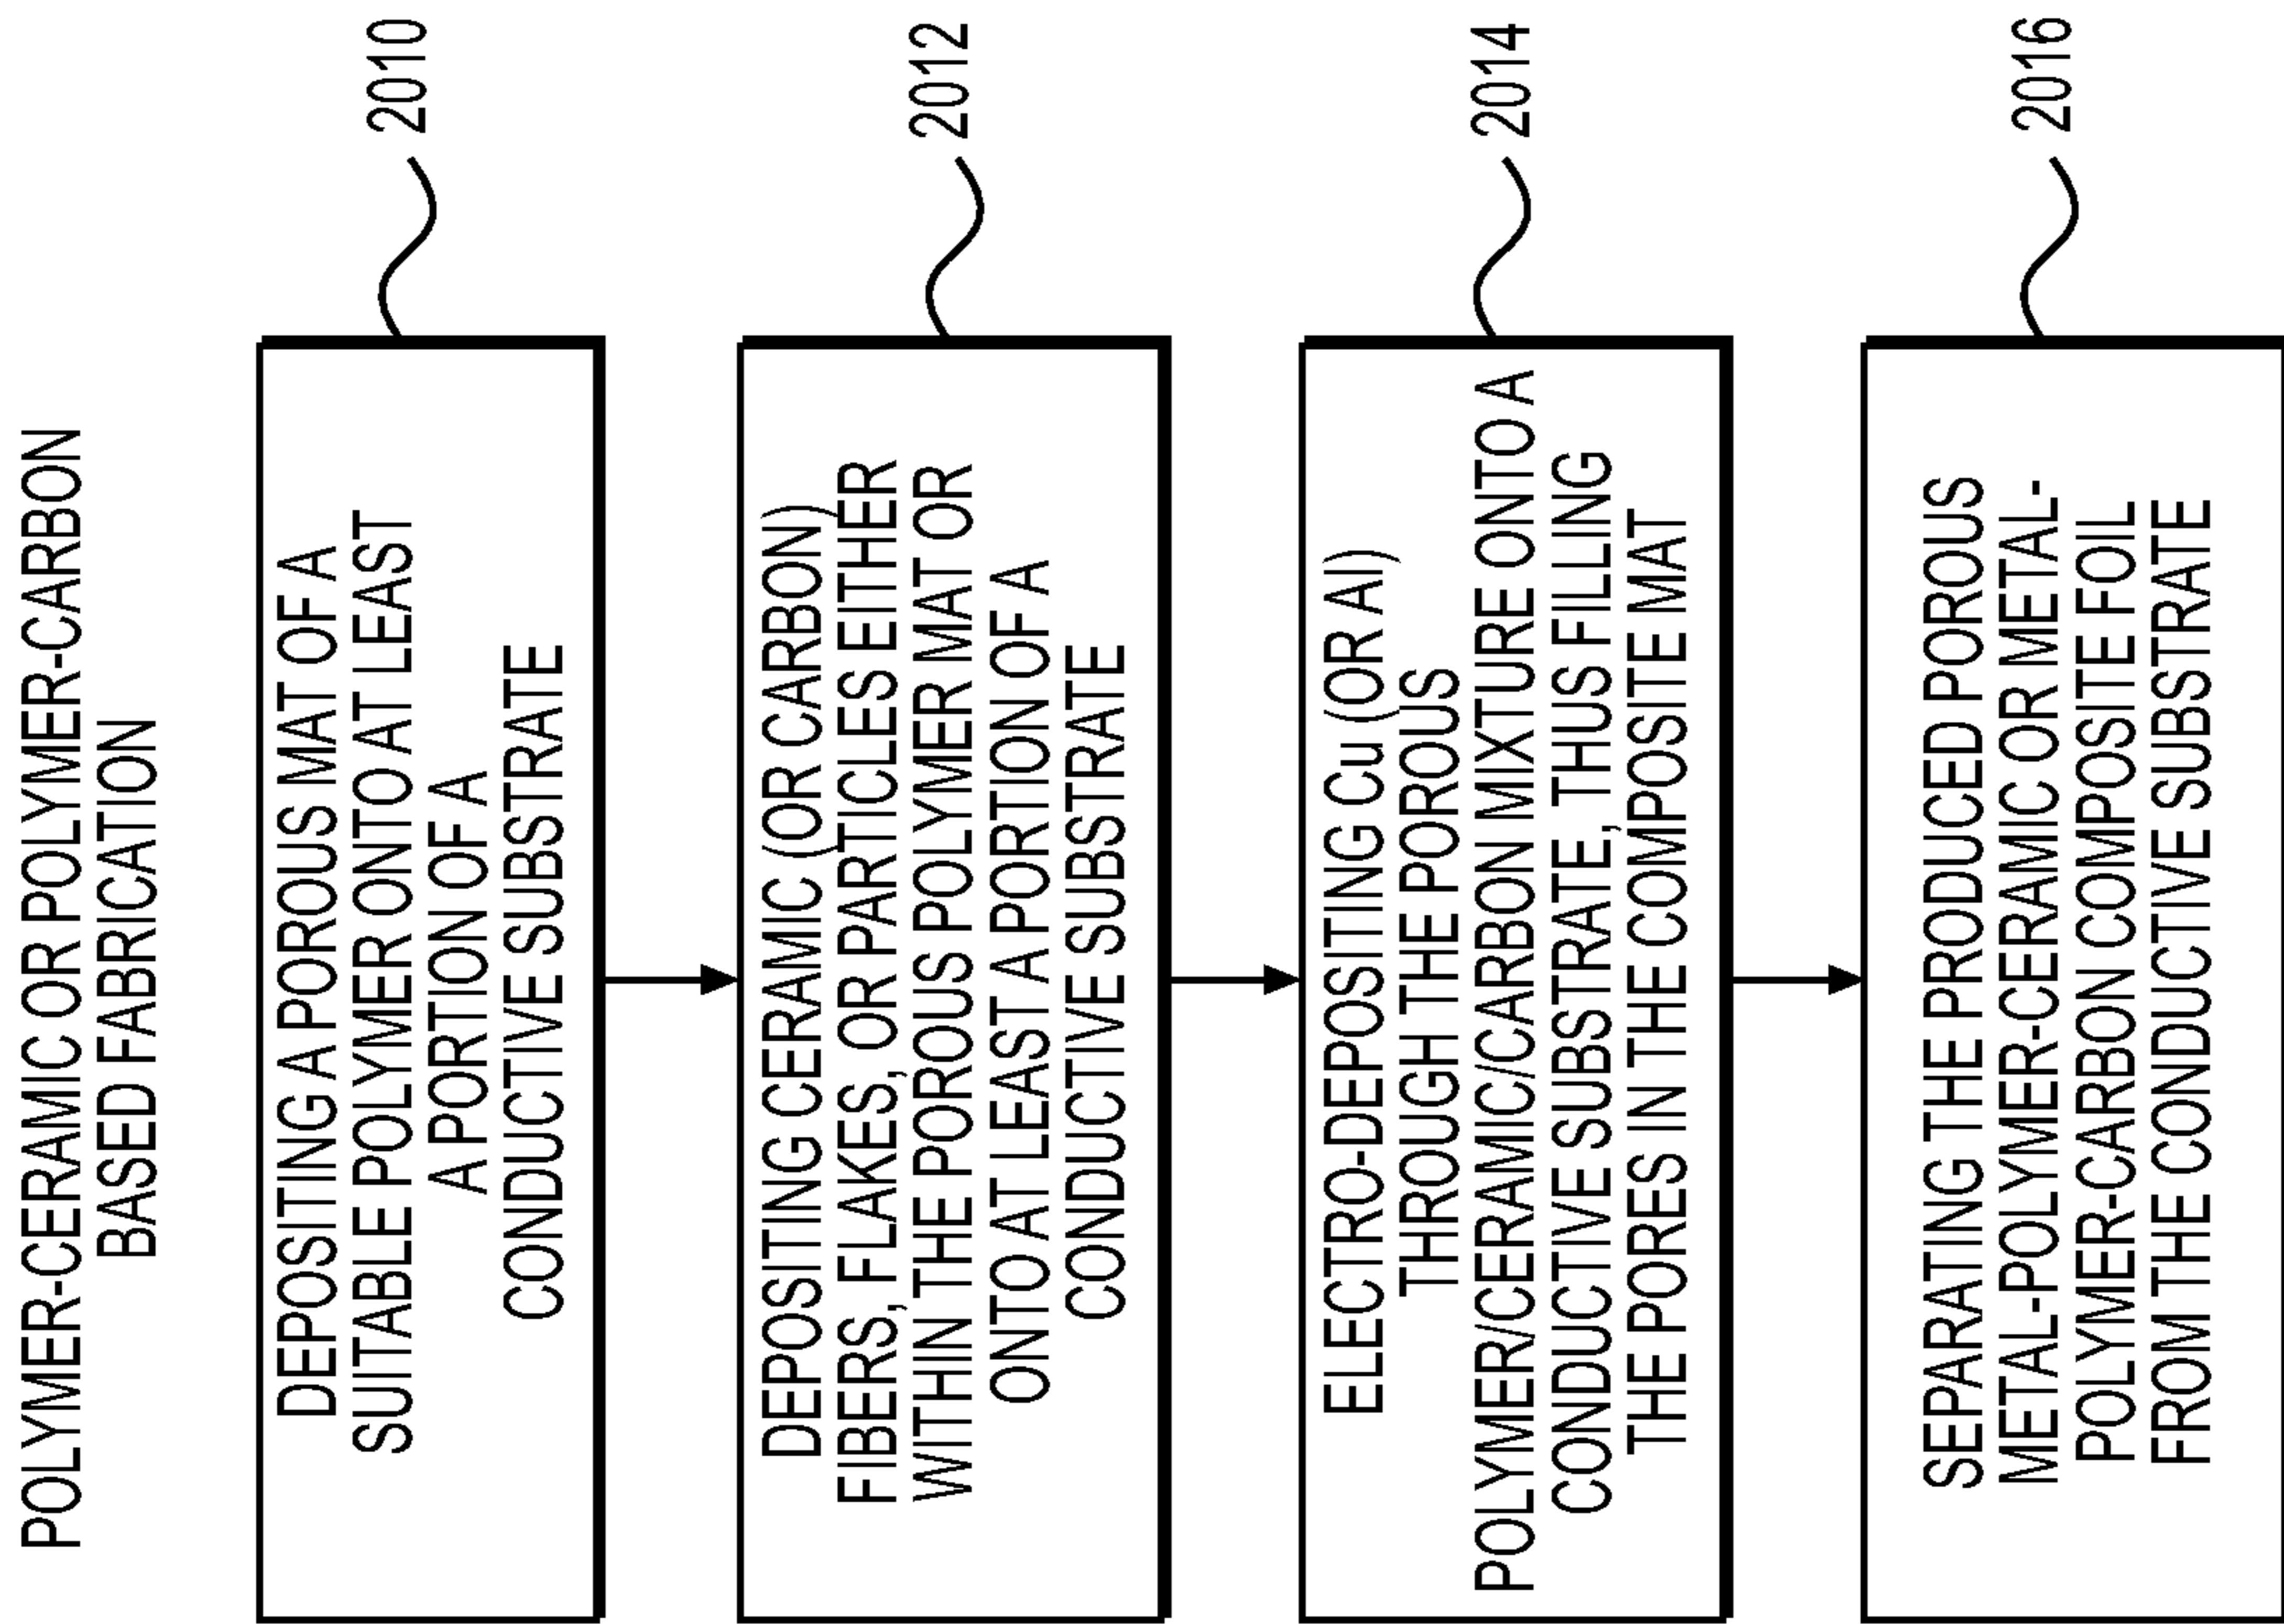 POLYMER-CERAMIC OR POLYMER-CARBON
BASED FABRICATION
DEPOSITING A POROUS MAT OF A
SUITABLE POLYMER ONTO AT LEAST
A PORTION OF A
CONDUCTIVE SUBSTRATE
2010
DEPOSITING CERAMIC (OR CARBON)
FIBERS, FLAKES, OR PARTICLES EITHER
WITHIN THE POROUS POLYMER MAT OR
ONTO AT LEAST A PORTION OF A
CONDUCTIVE SUBSTRATE
2012
ELECTRO-DEPOSITING Cu (OR Al)
THROUGH THE POROUS
POLYMER/CERAMIC/CARBON MIXTURE ONTO A
CONDUCTIVE SUBSTRATE, THUS FILLING
THE PORES IN THE COMPOSITE MAT
2014
SEPARATING THE PRODUCED POROUS
METAL-POLYMER-CERAMIC OR METAL-
POLYMER-CARBON COMPOSITE FOIL
FROM THE CONDUCTIVE SUBSTRATE
2016